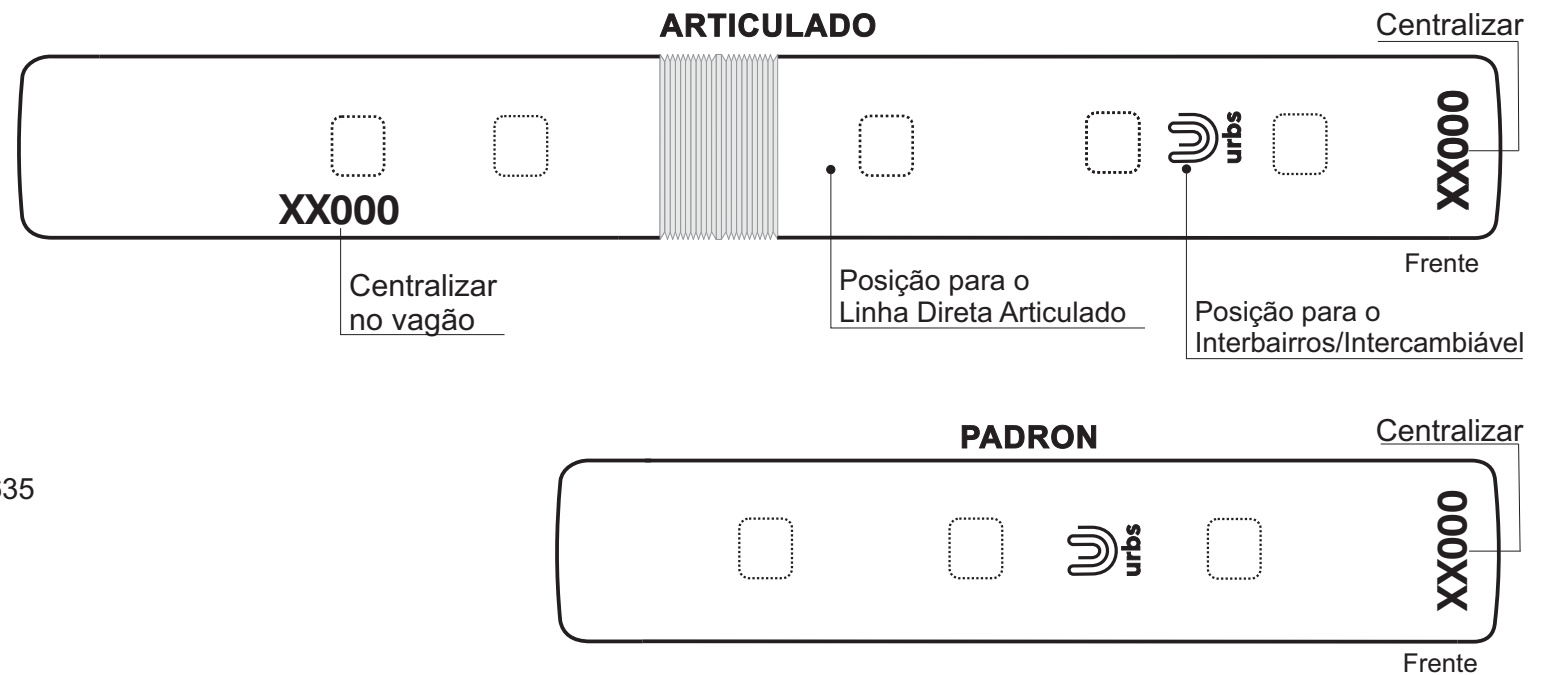 ARTICULADO
Centralizar
urbs
XX000
XX000
Frente
Centralizar
no vagão
Posição para o
Linha Direta Articulado
Posição para o
Interbairros/Intercambiável
PADRON
Centralizar
urbs
XX000
Frente